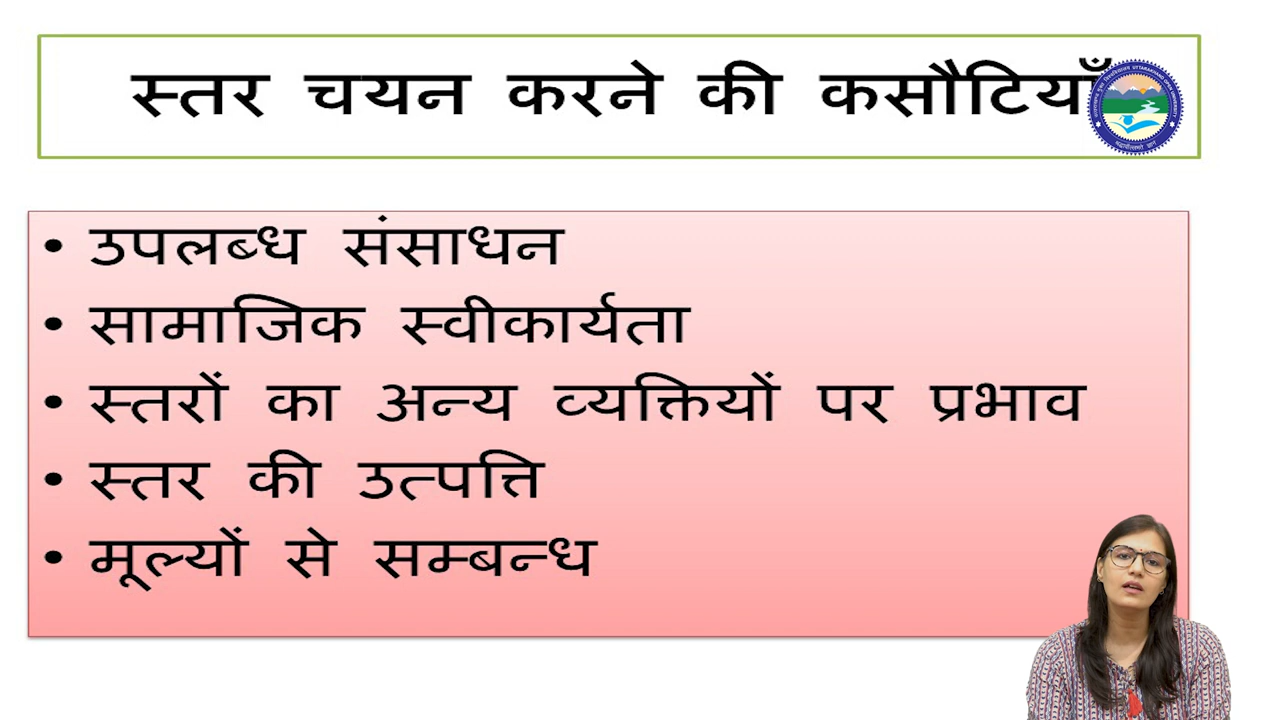 स्तर चयन करने की कसौटियाँ
उपलब्ध संसाधन
सामाजिक स्वीकार्यता
स्तरों का अन्य व्यक्तियों पर प्रभाव
स्तर की उत्पत्ति
मूल्यों से सम्बन्ध